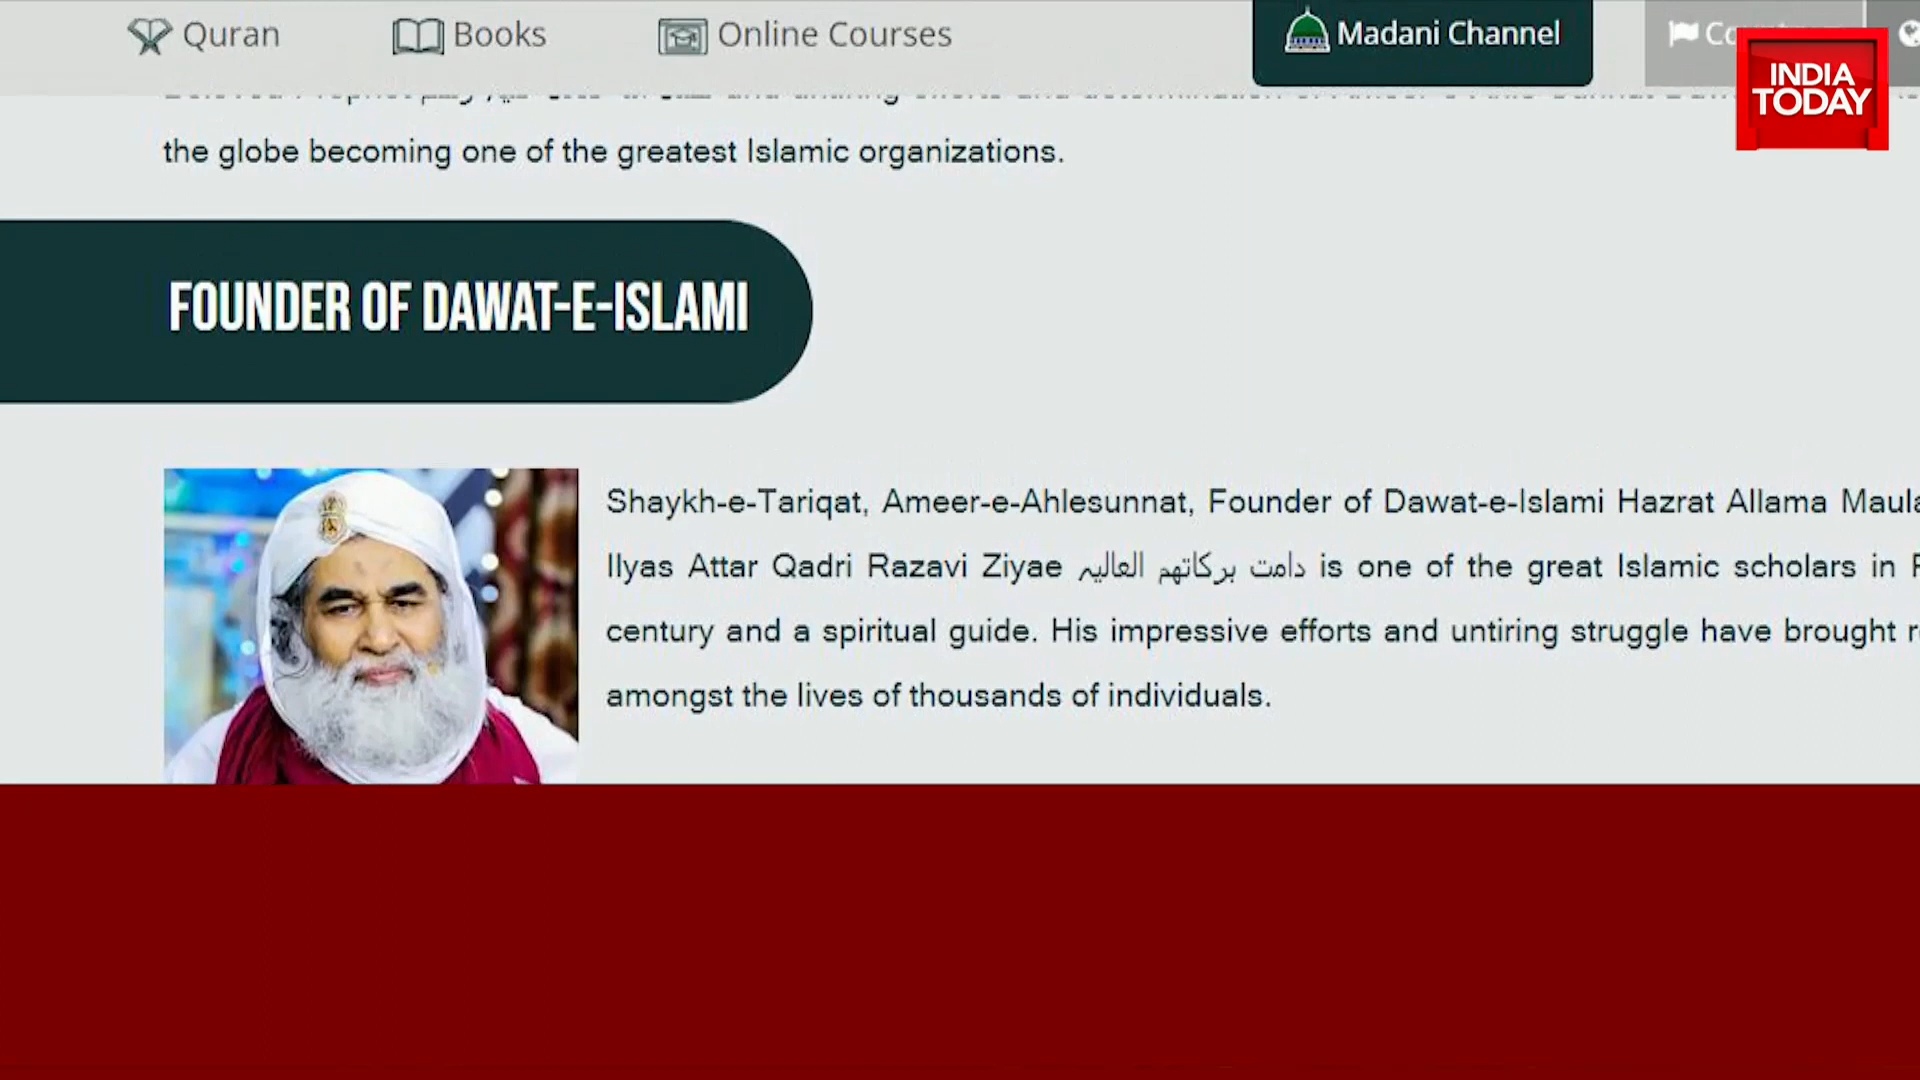 Quran
Books
Online Courses
Madani Channel
INDIA
TODAY
the globe becoming one of the greatest Islamic organizations.
FOUNDER OF DAWAT-E-ISLAMI
Shaykh-e-Tariqat, Ameer-e-Ahlesunnat, Founder of Dawat-e-Islami Hazrat Allama
Ilyas Attar Qadri Razavi Ziyae دامت برکاتہم العالیہ is one of the great Islamic scholars in
century and a spiritual guide. His impressive efforts and untiring struggle have brought
amongst the lives of thousands of individuals.